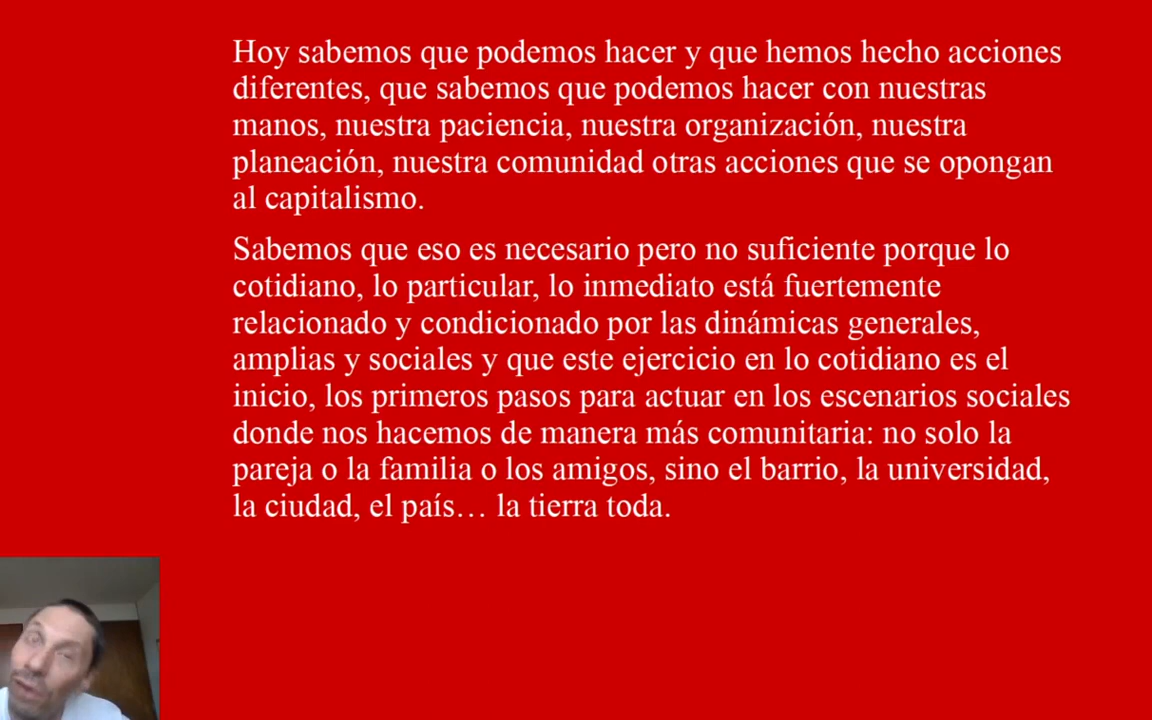 Hoy sabemos que podemos hacer y que hemos hecho acciones
diferentes, que sabemos que podemos hacer con nuestras
manos, nuestra paciencia, nuestra organización, nuestra
planeación, nuestra comunidad otras acciones que se opongan
al capitalismo.
Sabemos que eso es necesario pero no suficiente porque lo
cotidiano, lo particular, lo inmediato está fuertemente
relacionado y condicionado por las dinámicas generales,
amplias y sociales y que este ejercicio en lo cotidiano es el
inicio, los primeros pasos para actuar en los escenarios sociales
donde nos hacemos de manera más comunitaria: no solo la
pareja o la familia o los amigos, sino el barrio, la universidad,
la ciudad, el país… la tierra toda.